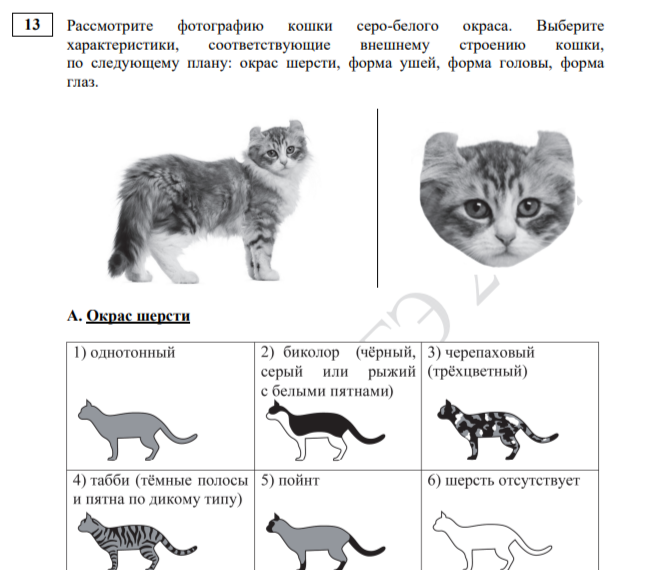 13 Рассмотрите фотографию кошки серо-белого окраса. Выберите
характеристики, соответствующие внешнему строению кошки,
по следующему плану: окрас шерсти, форма ушей, форма головы, форма
глаз.
А. Окрас шерсти
1) однотонный
2) биколор (чёрный,
серый или рыжий
с белыми пятнами)
3) черепаховый
(трёхцветный)
4) табби (тёмные полосы
и пятна по дикому типу)
5) пойнт
6) шерсть отсутствует